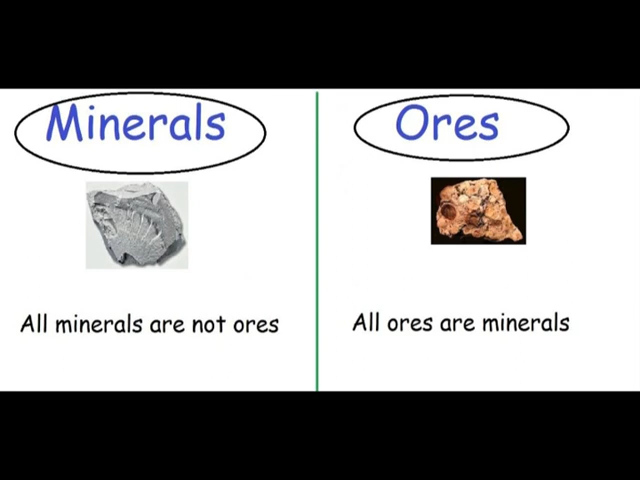 Minerals
Ores
All minerals are not ores
All ores are minerals